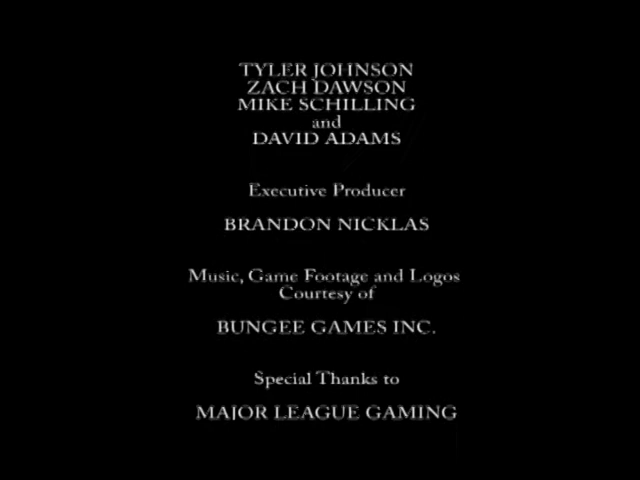 TYLER JOHNSON
ZACH DAWSON
MIKE SCHILLING
and
DAVID ADAMS
Executive Producer
BRANDON NICKLAS
Music, Game Footage and Logos
Courtesy of
BUNGEE GAMES INC.
Special Thanks to
MAJOR LEAGUE GAMING